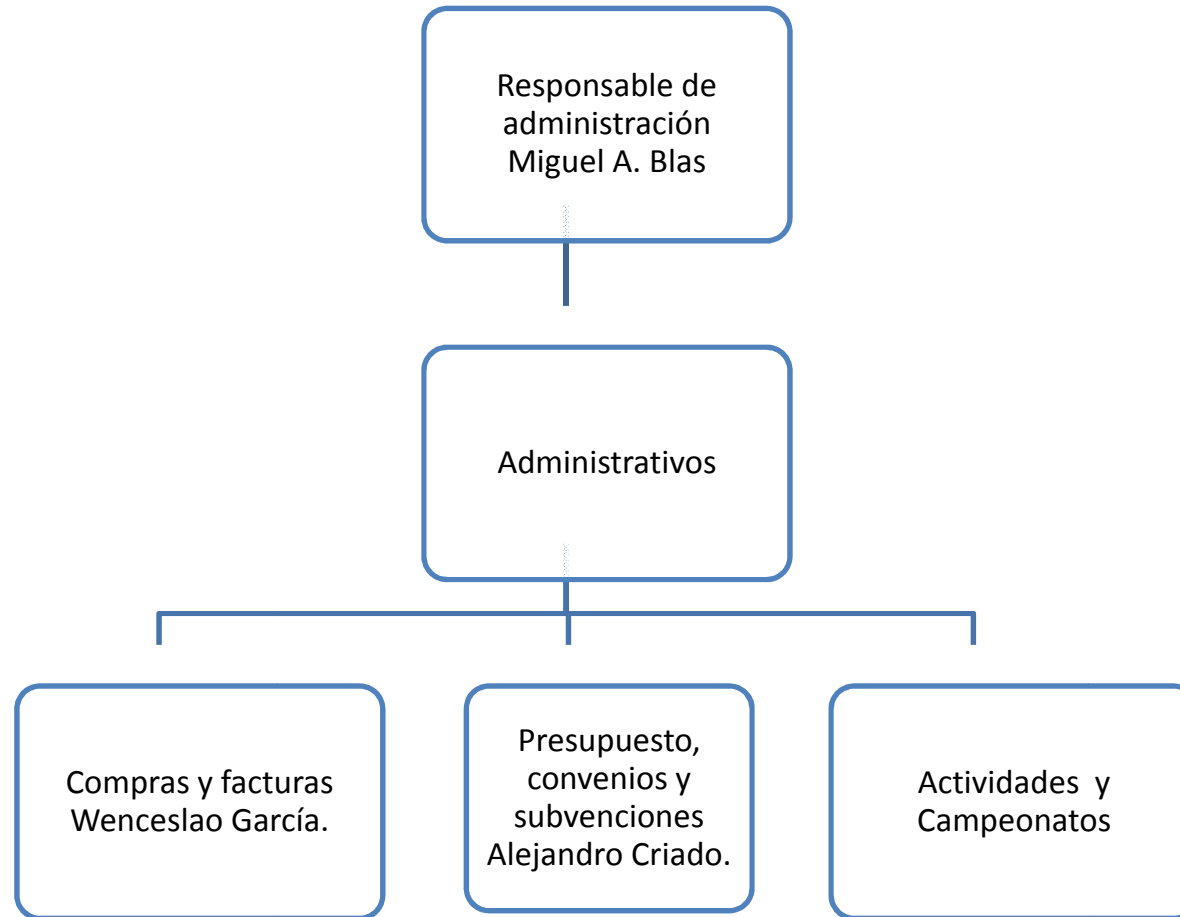 Responsable de
administración
Miguel A. Blas
Administrativos
Compras y facturas
Wenceslao García.
Presupuesto,
convenios y
subvenciones
Alejandro Criado.
Actividades y
Campeonatos